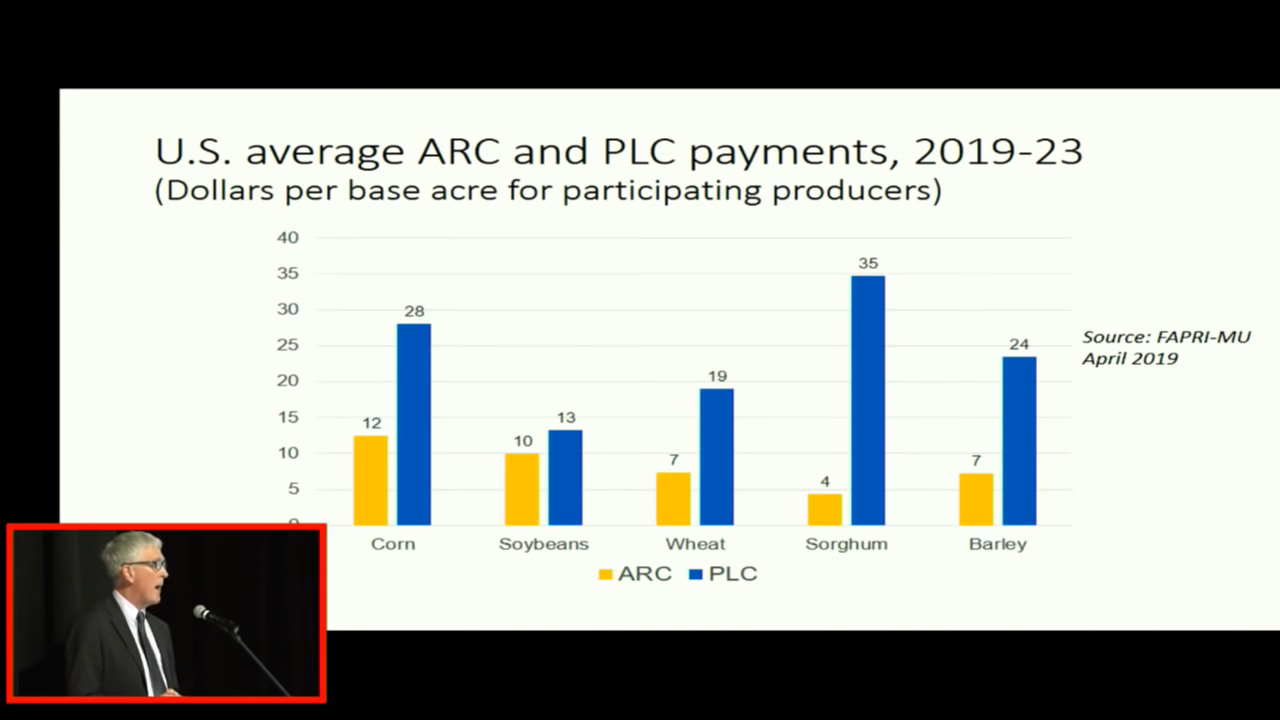 U.S. average ARC and PLC payments, 2019-23
(Dollars per base acre for participating producers)
40
35
30
25
20
15
10
5
0
12
28
10
13
7
19
4
35
7
24
Source: FAPRI-MU
April 2019
Corn
Soybeans
Wheat
Sorghum
Barley
ARC
PLC